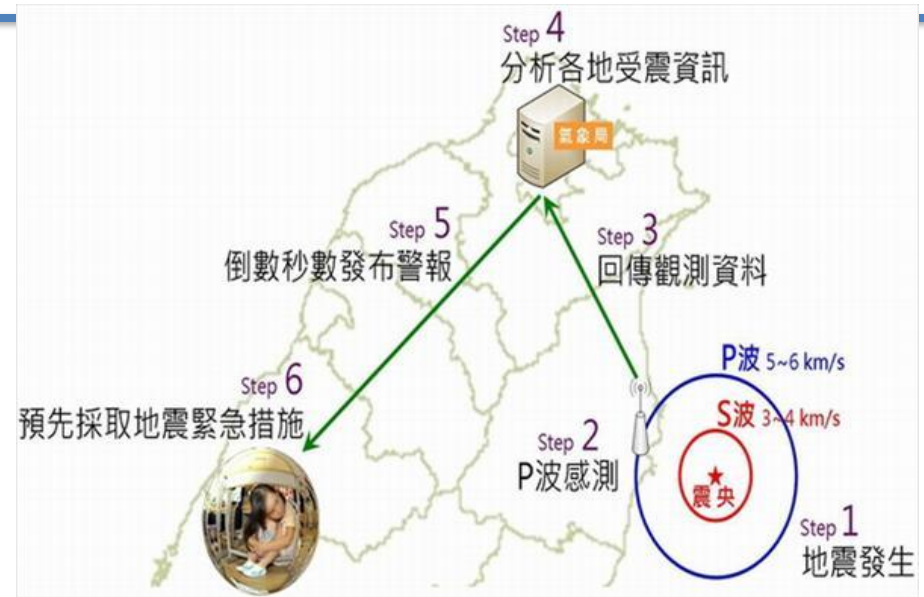 Step 4
分析各地受震資訊
氣象局
Step 5
倒數秒數發布警報
Step 3
回傳觀測資料
P波 5~6 km/s
S波 3~4 km/s
Step 6
預先採取地震緊急措施
Step 2
P波感測
震央
Step 1
地震發生